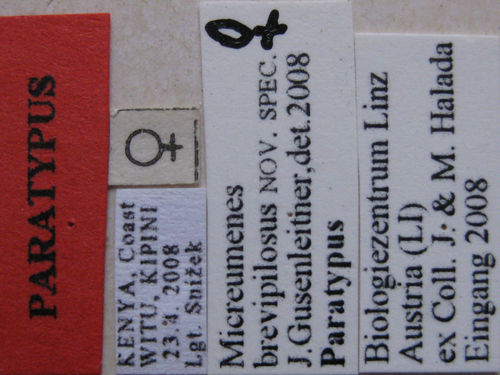 PARATYPUS
♀
KENYA, Coast
WITU, KIPINI
23.4. 2008
Lgt. Snížek
♀
Micreumenes
brevipilosus NOV. SPEC.
J.Gusenleitner,det.2008
Paratypus
Biologiezentrum Linz
Austria (LI)
ex Coll. J. & M. Halada
Eingang 2008